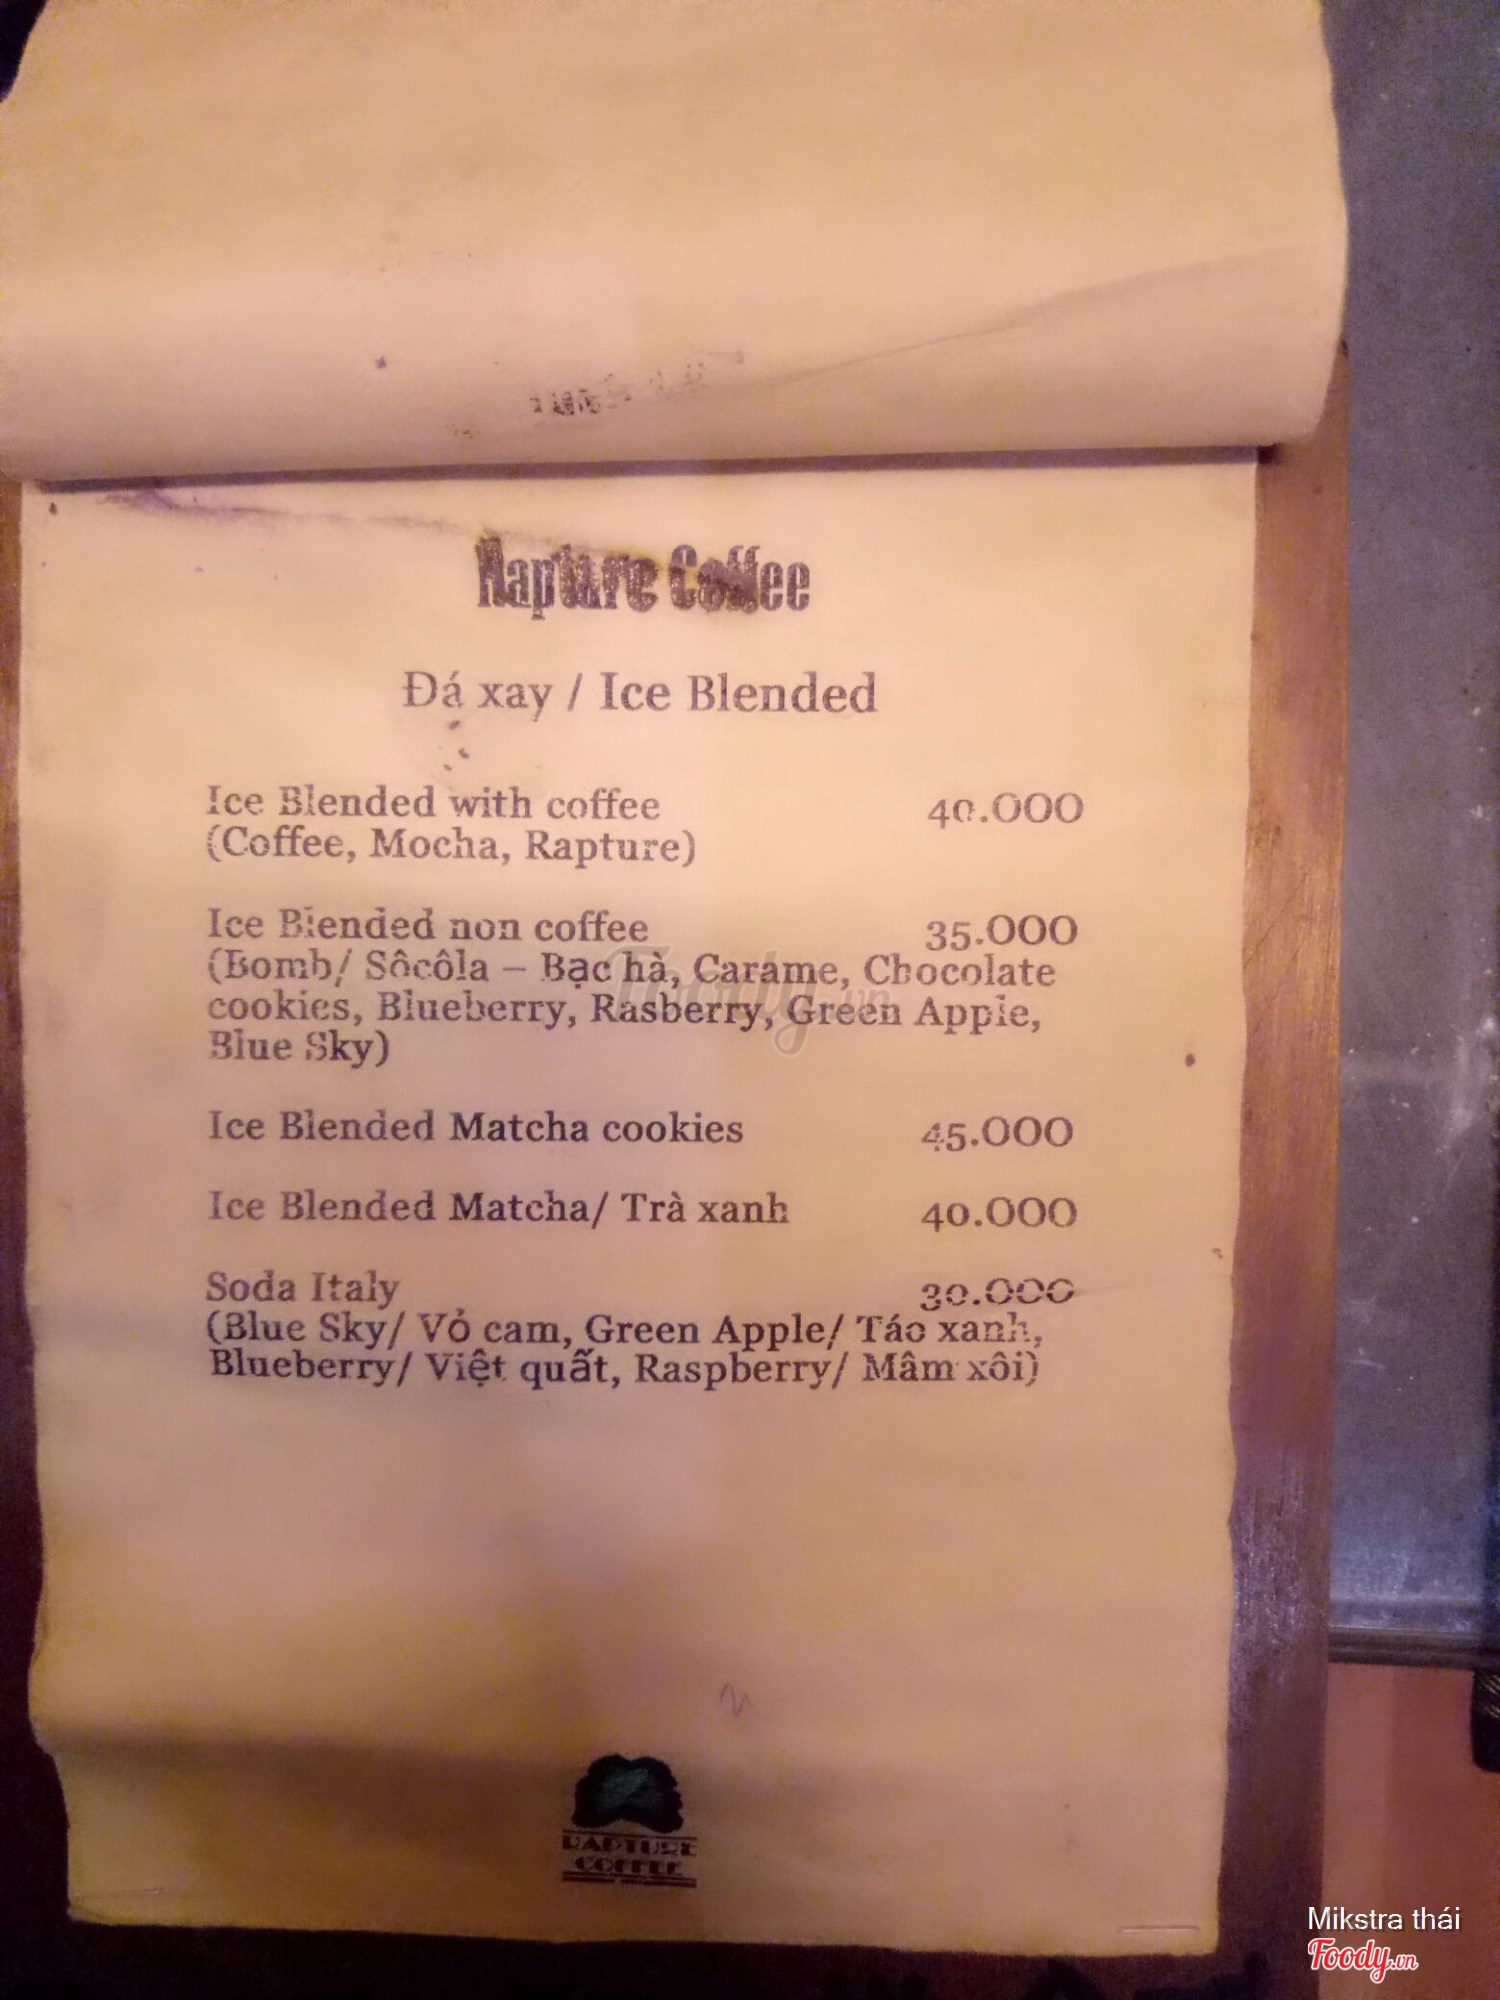 Rapture Coffee
Đá xay / Ice Blended
Ice Blended with coffee 40.000
(Coffee, Mocha, Rapture)
Ice Blended non coffee 35.000
(Bomb/ Sôcôla – Bạc hà, Carame, Chocolate
cookies, Blueberry, Rasberry, Green Apple,
Blue Sky)
Ice Blended Matcha cookies 45.000
Ice Blended Matcha/ Trà xanh 40.000
Soda Italy 30.000
(Blue Sky/ Vỏ cam, Green Apple/ Táo xanh,
Blueberry/ Việt quất, Raspberry/ Mâm xôi)
RAPTURE
COFFEE
Mikstra thái
Foody.vn
Foody.vn